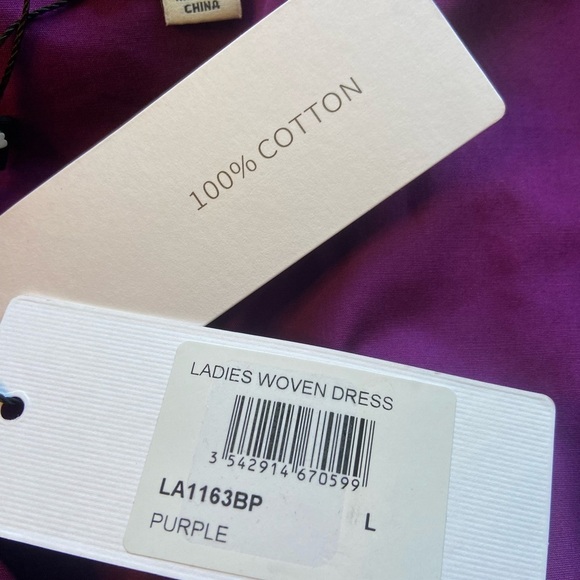 CHINA
100% COTTON
LADIES WOVEN DRESS
3 542914 670599
LA1163BP
L
PURPLE